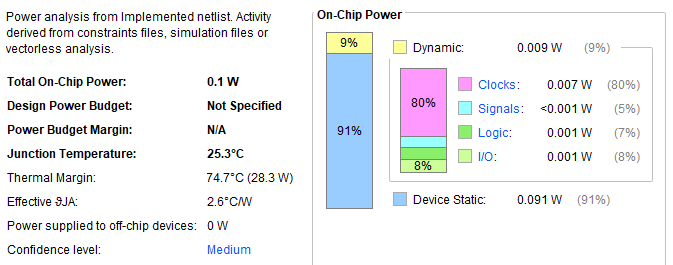 Power analysis from Implemented netlist. Activity
derived from constraints files, simulation files or
vectorless analysis.
Total On-Chip Power: 0.1 W
Design Power Budget: Not Specified
Power Budget Margin: N/A
Junction Temperature: 25.3°C
Thermal Margin: 74.7°C (28.3 W)
Effective ϑJA: 2.6°C/W
Power supplied to off-chip devices: 0 W
Confidence level: Medium
On-Chip Power
9%
91%
Dynamic: 0.009 W (9%)
80%
8%
Clocks: 0.007 W (80%)
Signals: <0.001 W (5%)
Logic: 0.001 W (7%)
I/O: 0.001 W (8%)
Device Static: 0.091 W (91%)